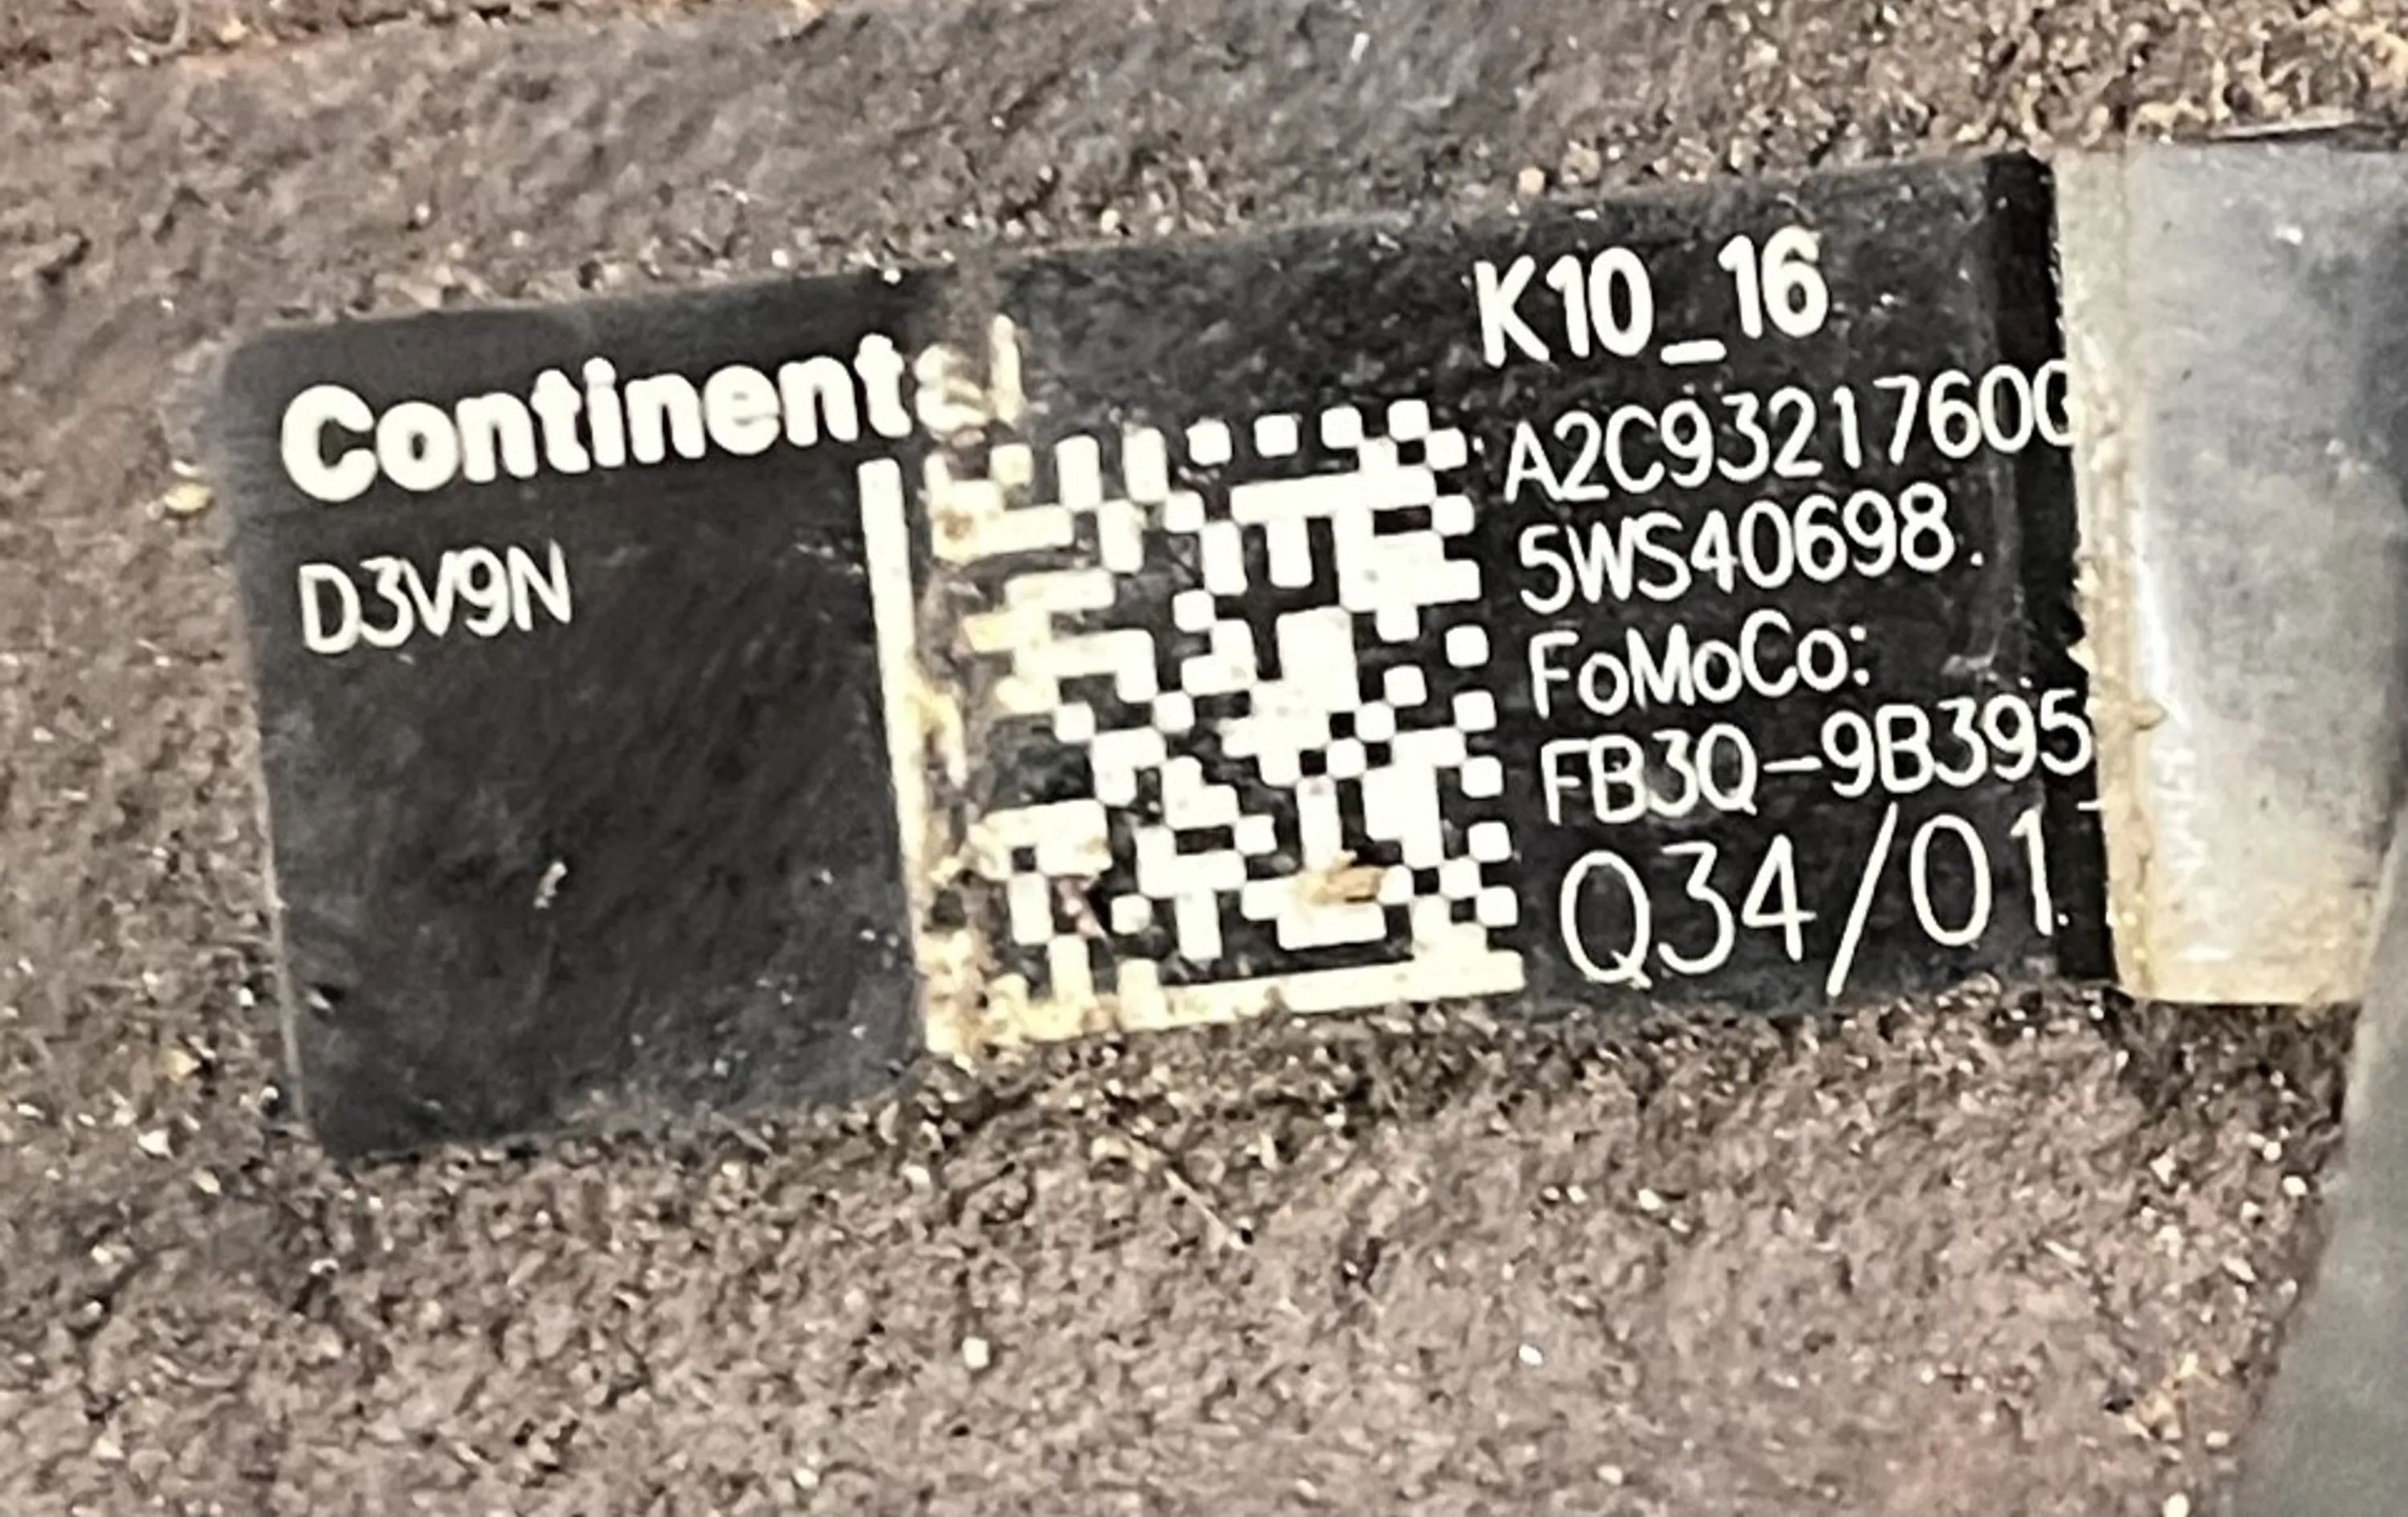 Continental
D3V9N
K10_16
A2C93217600
5WS40698
FoMoCo:
FB3Q-9B395
Q34/01